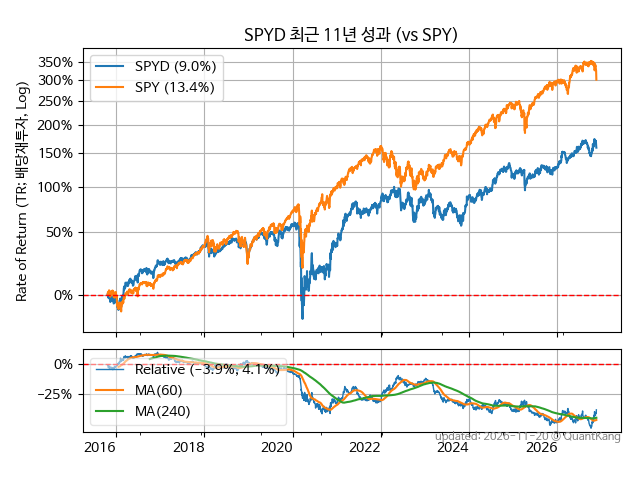 SPYD 최근 11년 성과 (vs SPY)
Rate of Return (TR; 배당재투자, Log)
350%
300%
250%
200%
150%
100%
50%
0%
SPYD (9.0%)
SPY (13.4%)
0%
−25%
Relative (−3.9%, 4.1%)
MA(60)
MA(240)
2016 2018 2020 2022 2024 2026
updated: 2026-11-20 © QuantKang